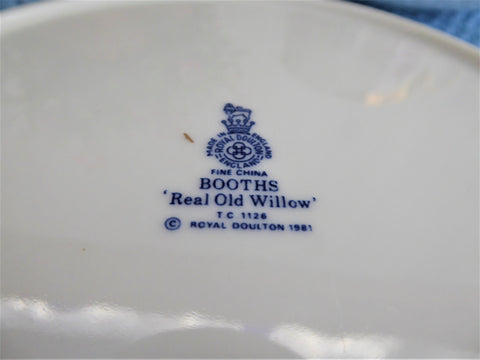 MADE IN ENGLAND
ROYAL DOULTON
ENGLAND
FINE CHINA
BOOTHS
'Real Old Willow'
T C 1126
© ROYAL DOULTON 1981